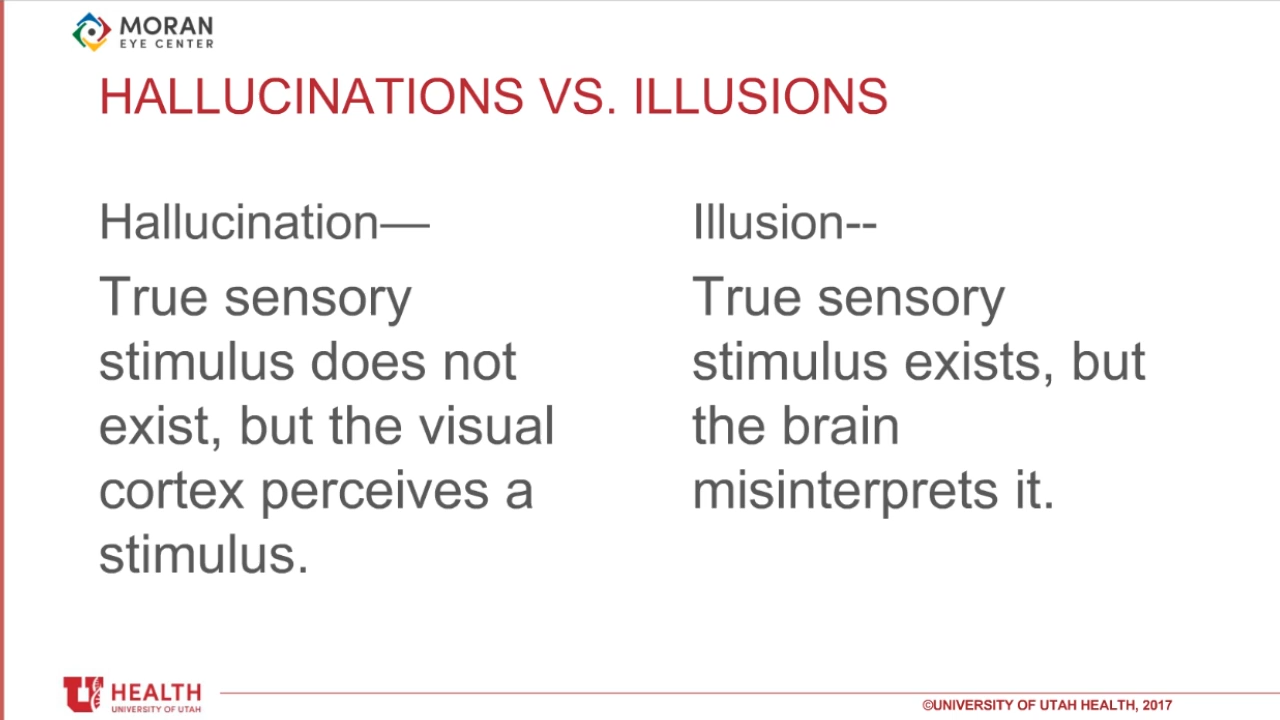 MORAN
EYE CENTER
HALLUCINATIONS VS. ILLUSIONS
Hallucination—
True sensory
stimulus does not
exist, but the visual
cortex perceives a
stimulus.
Illusion--
True sensory
stimulus exists, but
the brain
misinterprets it.
U HEALTH
UNIVERSITY OF UTAH
©UNIVERSITY OF UTAH HEALTH, 2017